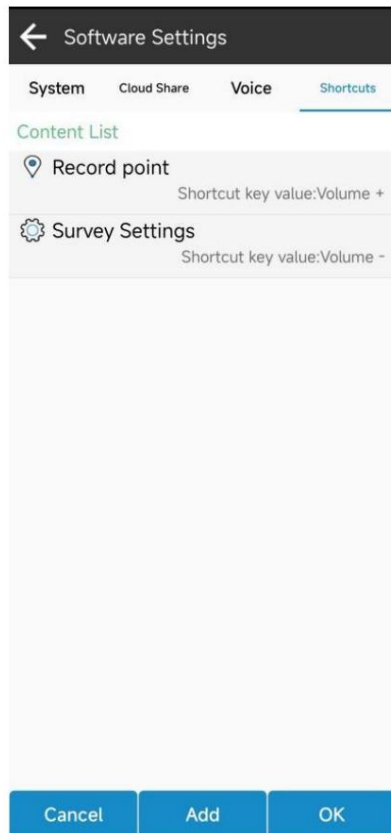 Software Settings
System Cloud Share Voice Shortcuts
Content List
Record point
Shortcut key value:Volume +
Survey Settings
Shortcut key value:Volume -
Cancel Add OK